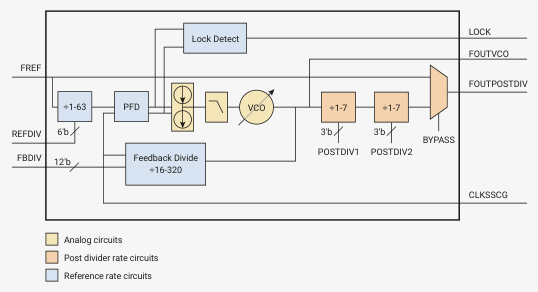 LOCK
Lock Detect
FOUTVCO
FREF
FOUTPOSTDIV
÷1-63
PFD
VCO
÷1-7
÷1-7
REFDIV
6'b
3'b
3'b
BYPASS
POSTDIV1
POSTDIV2
FBDIV
12'b
Feedback Divide
÷16-320
CLKSSCG
Analog circuits
Post divider rate circuits
Reference rate circuits